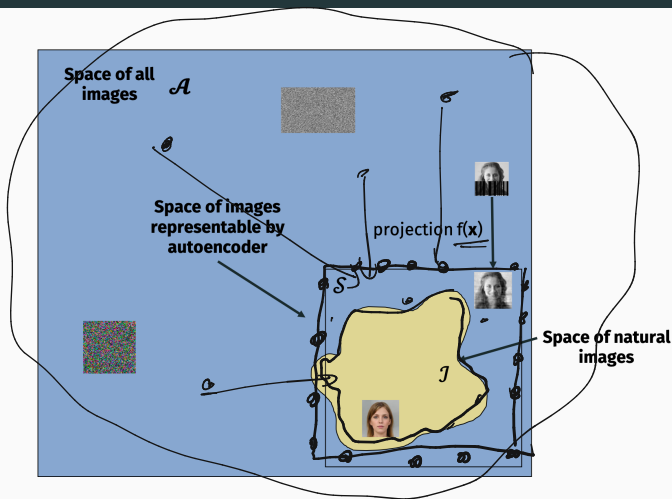 Space of all
images
𝒜
Space of images
representable by
autoencoder
projection f(x)
𝒮
Space of natural
images
ℐ